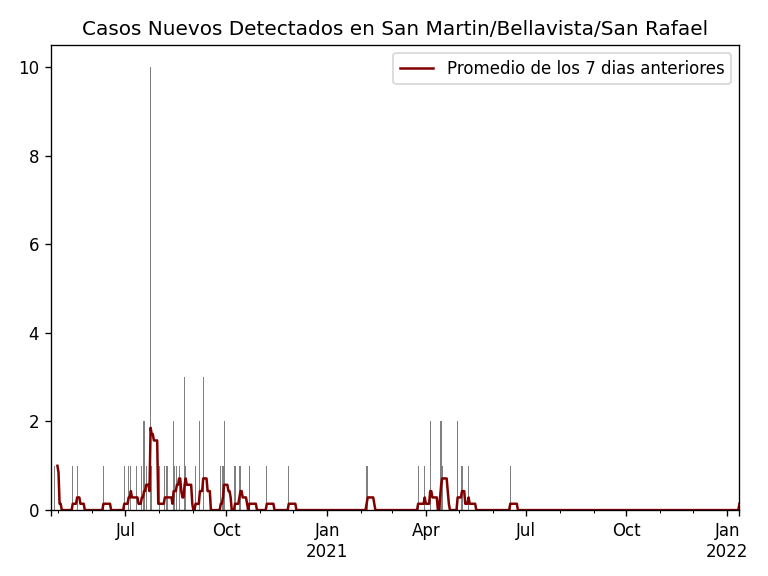 Casos Nuevos Detectados en San Martin/Bellavista/San Rafael
Promedio de los 7 dias anteriores
10
8
6
4
2
0
Jul
Oct
Jan
2021
Apr
Jul
Oct
Jan
2022